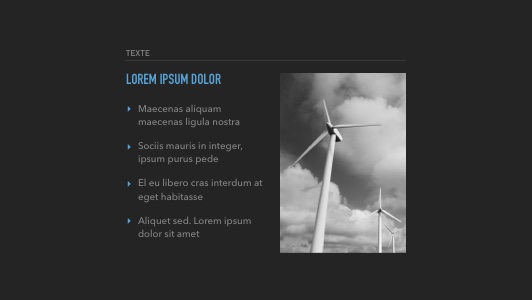 TEXTE
LOREM IPSUM DOLOR
Maecenas aliquam
maecenas ligula nostra
Sociis mauris in integer,
ipsum purus pede
El eu libero cras interdum at
eget habitasse
Aliquet sed. Lorem ipsum
dolor sit amet